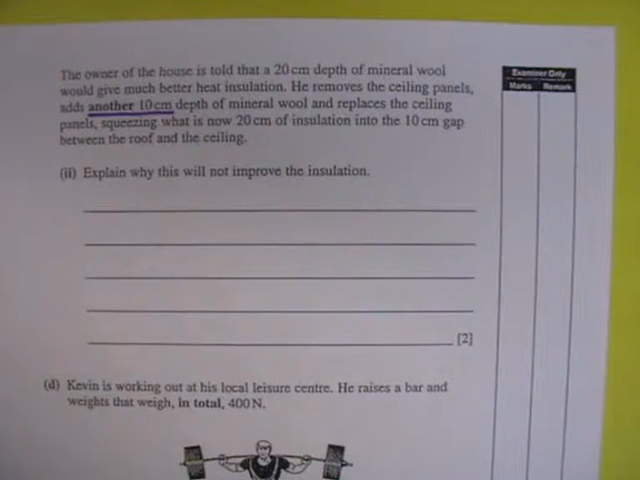 The owner of the house is told that a 20 cm depth of mineral wool
would give much better heat insulation. He removes the ceiling panels,
adds another 10 cm depth of mineral wool and replaces the ceiling
panels, squeezing what is now 20 cm of insulation into the 10 cm gap
between the roof and the ceiling.
(ii) Explain why this will not improve the insulation.
[2]
(d) Kevin is working out at his local leisure centre. He raises a bar and
weights that weigh, in total, 400 N.
Examiner Only
Marks Remark